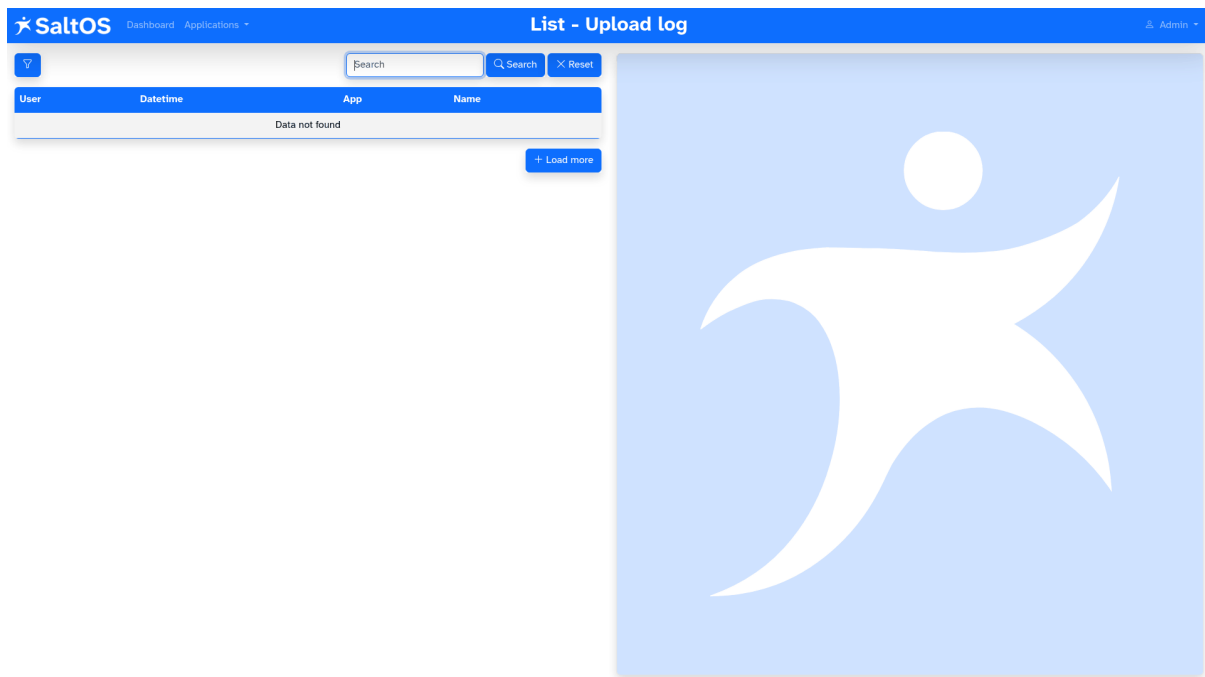 SaltOS Dashboard Applications List - Upload log Admin
Search Search Reset
User Datetime App Name
Data not found
Load more